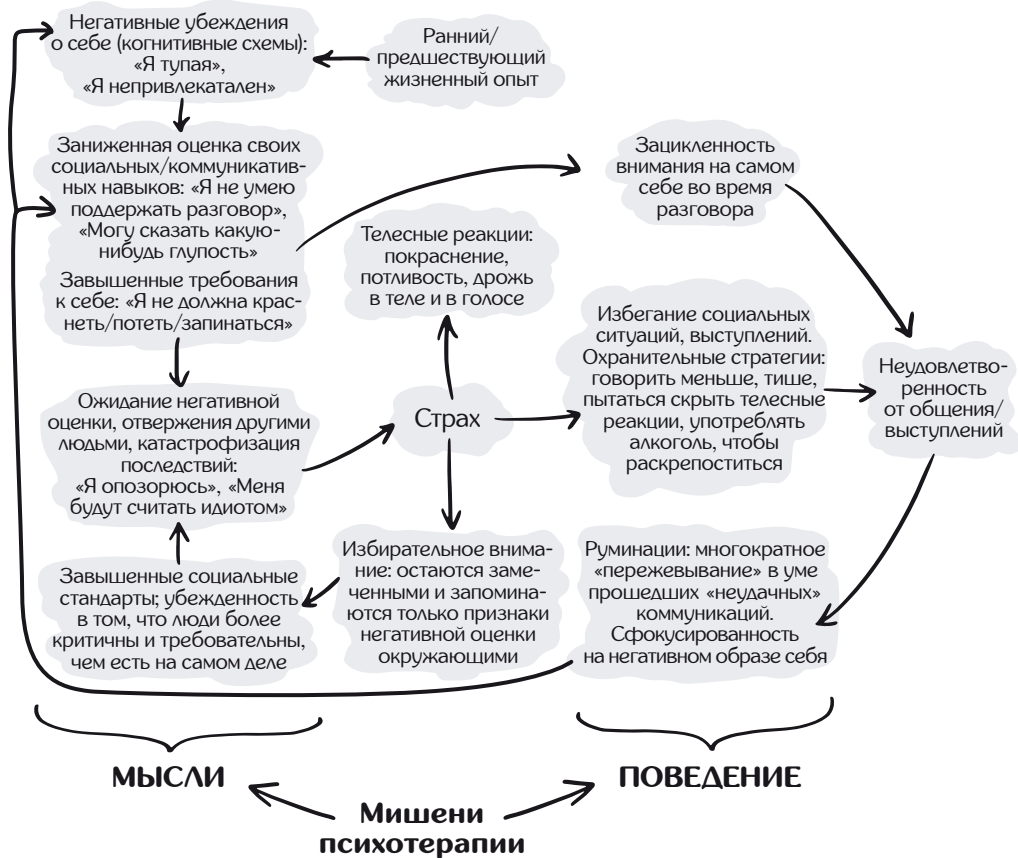 Негативные убеждения
о себе (когнитивные схемы):
«Я тупая»,
«Я непривлекатален»
Ранний/
предшествующий
жизненный опыт
Заниженная оценка своих
социальных/коммуникатив-
ных навыков: «Я не умею
поддержать разговор»,
«Могу сказать какую-
нибудь глупость»
Завышенные требования
к себе: «Я не должна крас-
неть/потеть/запинаться»
Зацикленность
внимания на самом
себе во время
разговора
Телесные реакции:
покраснение,
потливость, дрожь
в теле и в голосе
Избегание социальных
ситуаций, выступлений.
Охранительные стратегии:
говорить меньше, тише,
пытаться скрыть телесные
реакции, употреблять
алкоголь, чтобы
раскрепоститься
Неудовлетво-
ренность
от общения/
выступлений
Ожидание негативной
оценки, отвержения другими
людьми, катастрофизация
последствий:
«Я опозорюсь», «Меня
будут считать идиотом»
Страх
Завышенные социальные
стандарты; убежденность
в том, что люди более
критичны и требовательны,
чем есть на самом деле
Избирательное внима-
ние: остаются заме-
ченными и запомина-
ются только признаки
негативной оценки
окружающими
Руминации: многократное
«пережевывание» в уме
прошедших «неудачных»
коммуникаций.
Сфокусированность
на негативном образе себя
МЫСЛИ
ПОВЕДЕНИЕ
Мишени
психотерапии